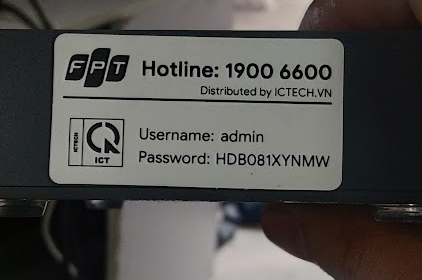 FPT Hotline: 1900 6600
Distributed by ICTECH.VN
ICTECH
ICT
Username: admin
Password: HDB081XYNMW